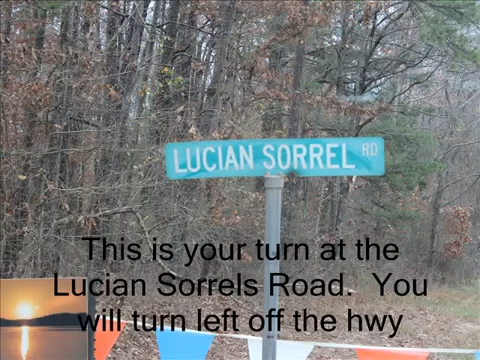 LUCIAN SORREL RD
This is your turn at the
Lucian Sorrels Road. You
will turn left off the hwy